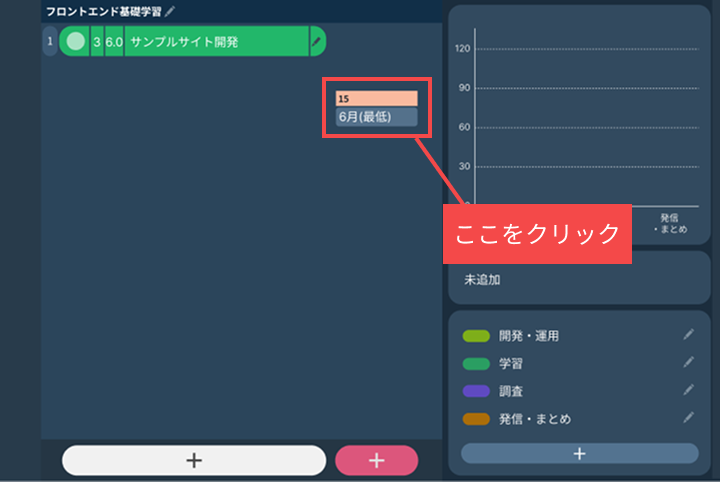 フロントエンド基礎学習
1 3 6.0 サンプルサイト開発
15
6月(最低)
ここをクリック
120
90
60
30
発信
・まとめ
未追加
開発・運用
学習
調査
発信・まとめ
+
+
+